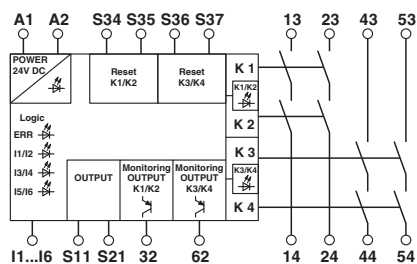 A1 A2 S34 S35 S36 S37 13 23 43 53
POWER
24V DC
Reset
K1/K2
Reset
K3/K4
K 1
K1/K2
K 2
Logic
ERR
I1/I2
I3/I4
I5/I6
K 3
K3/K4
K 4
OUTPUT
Monitoring
OUTPUT
K1/K2
Monitoring
OUTPUT
K3/K4
I1...I6 S11 S21 32 62 14 24 44 54